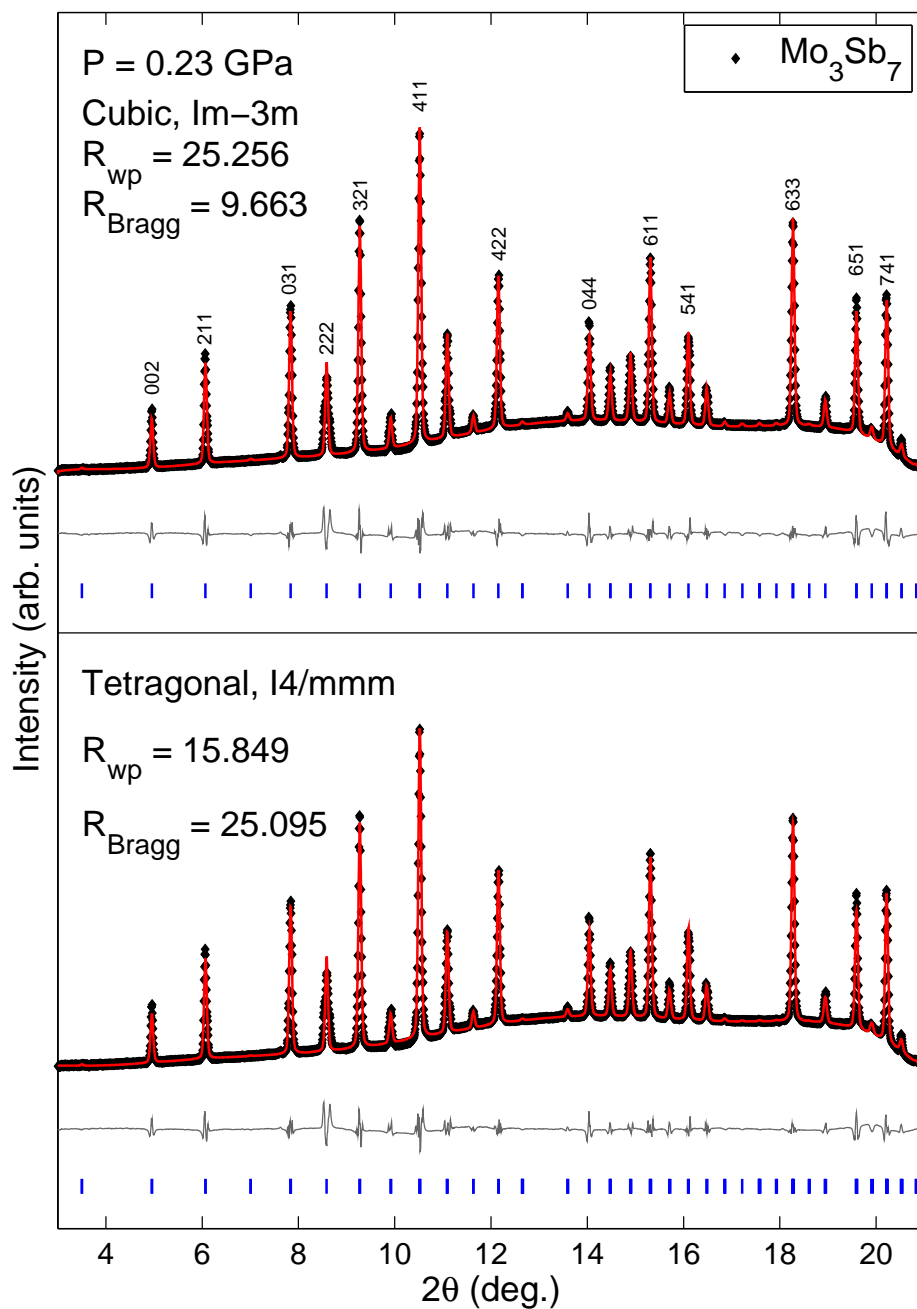 P = 0.23 GPa
Cubic, Im−3m
R_wp = 25.256
R_Bragg = 9.663
Mo_3Sb_7
002
211
031
222
321
411
422
044
611
541
633
651
741
Intensity (arb. units)
Tetragonal, I4/mmm
R_wp = 15.849
R_Bragg = 25.095
4 6 8 10 12 14 16 18 20
2θ (deg.)